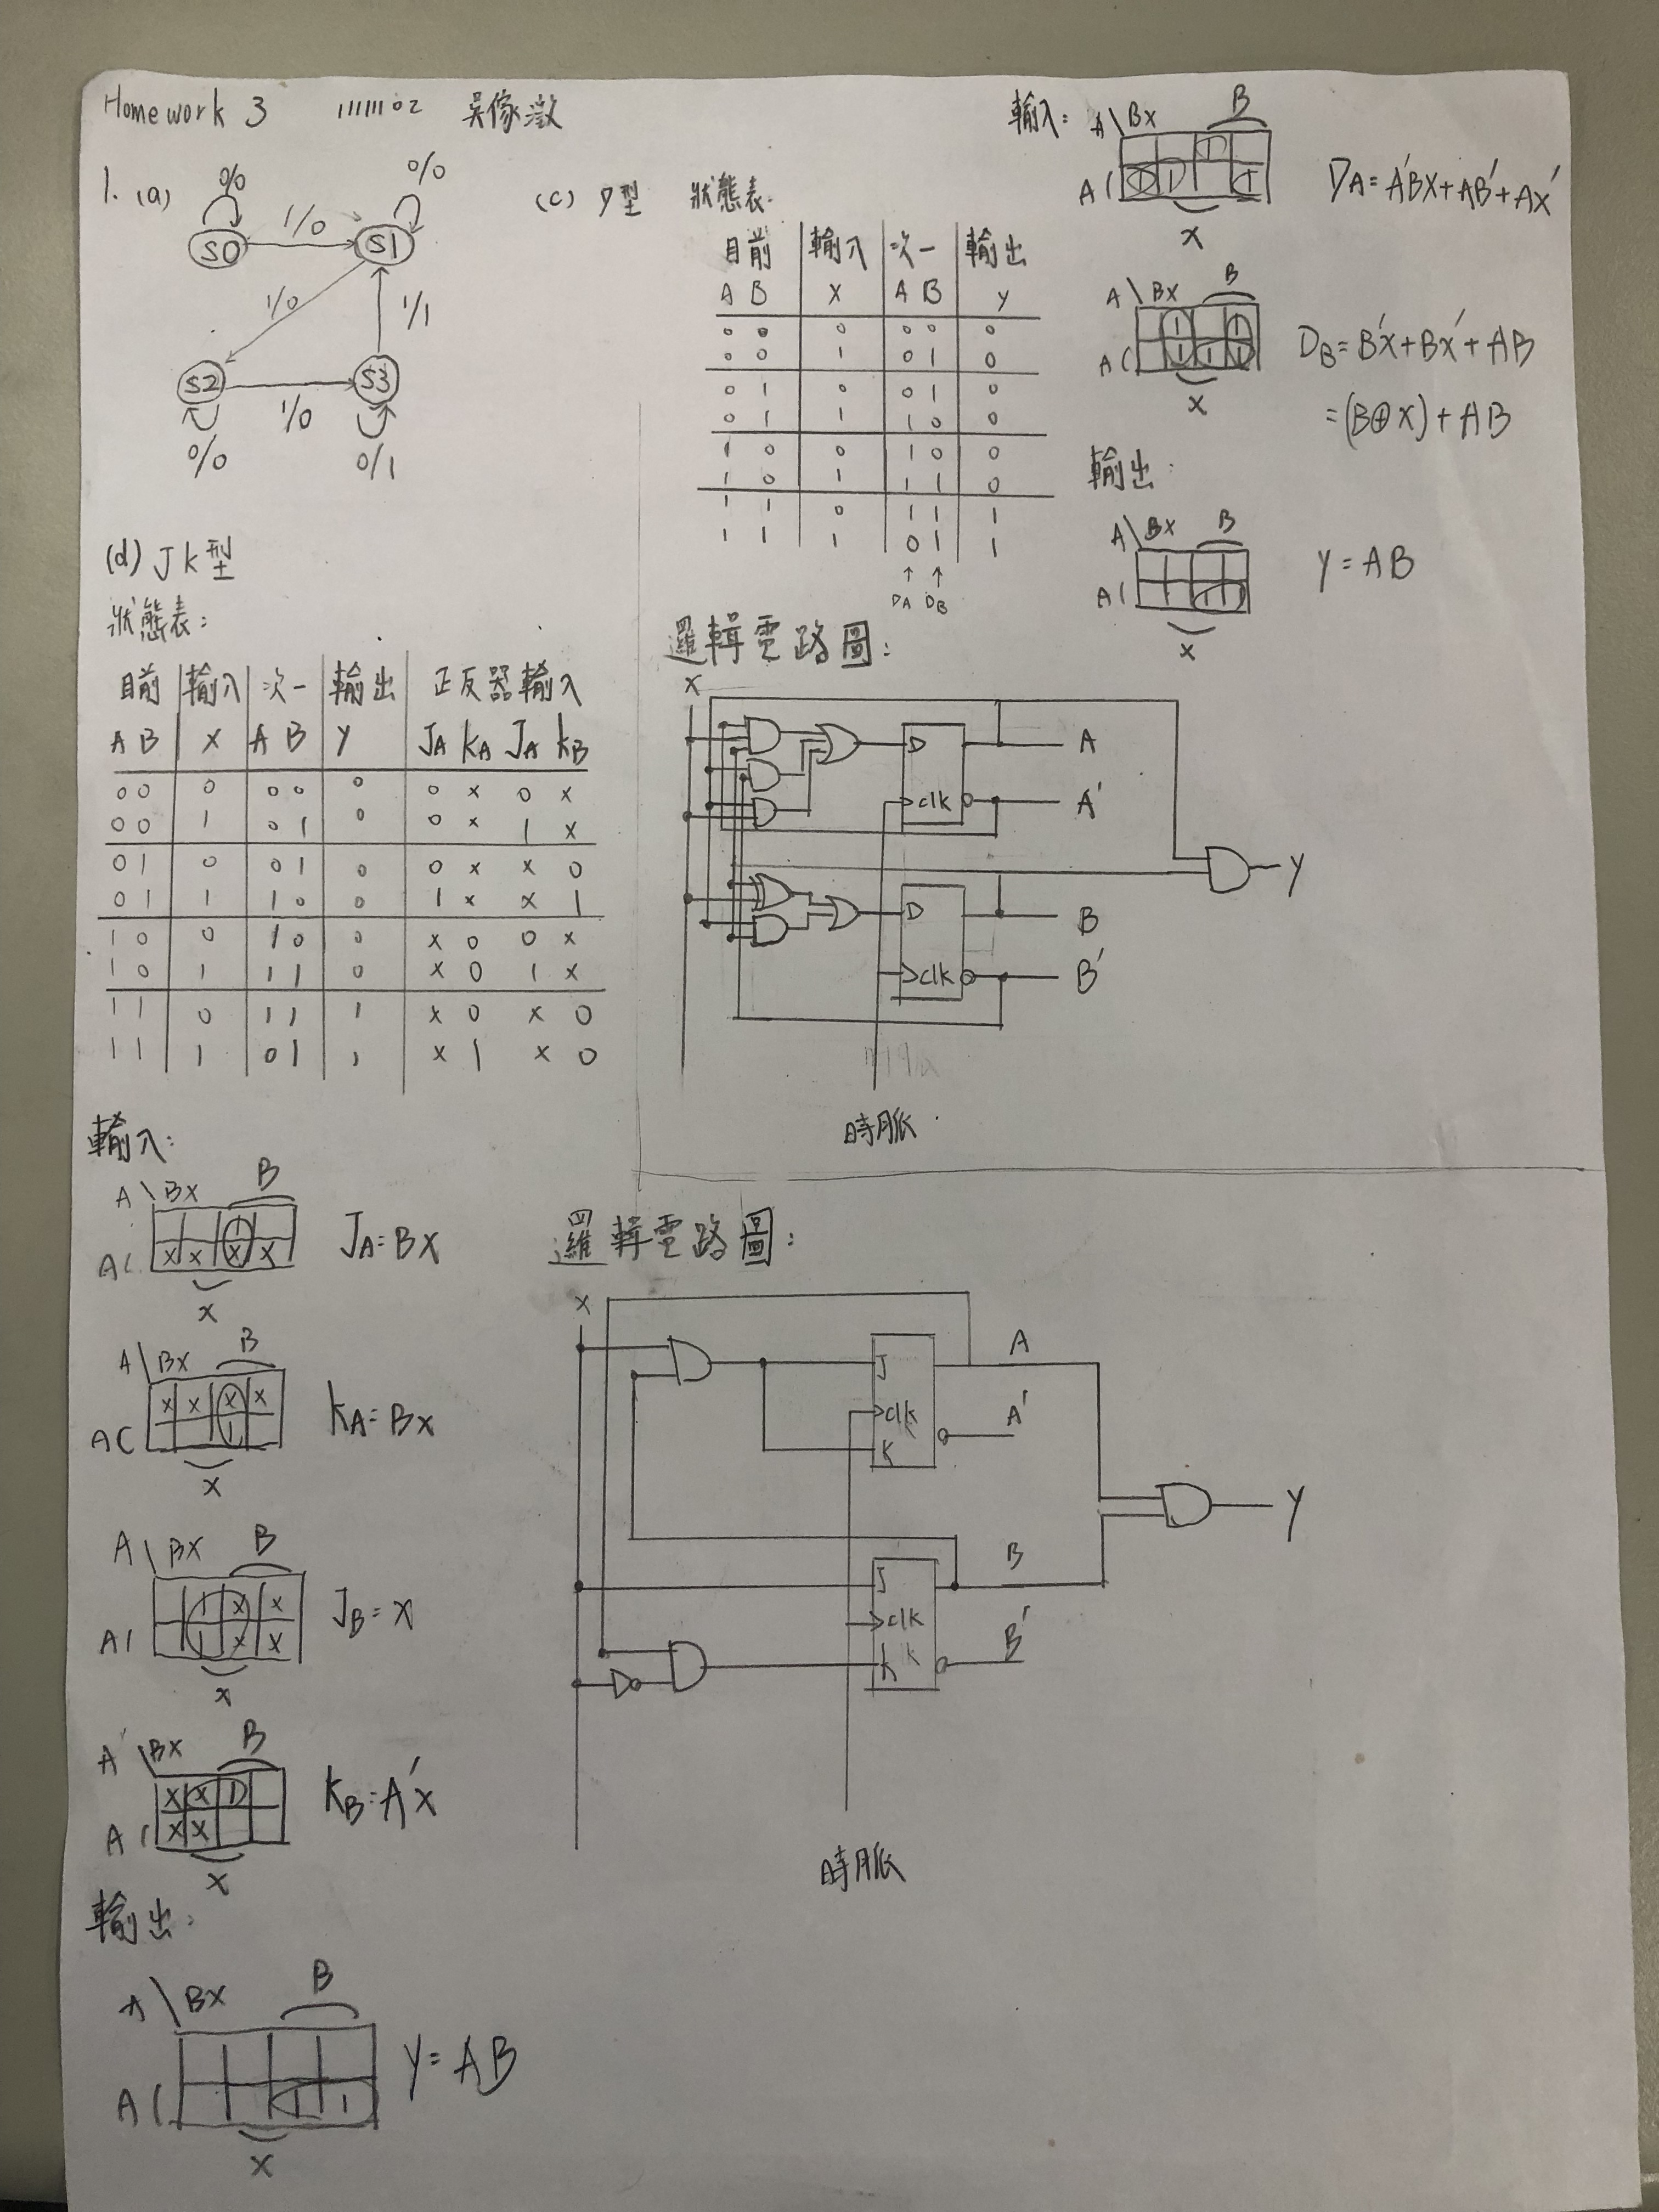 Homework 3 11111102
1. (a)
0/0
0/0
S0 1/0 S1
1/0 1/1
S2 1/0 S3
0/0 0/1
(c) D型 狀態表:
目前 輸入 次一 輸出
A B X A B Y
0 0 0 0 0 0
0 0 1 0 1 0
0 1 0 0 1 0
0 1 1 1 0 0
1 0 0 1 0 0
1 0 1 1 1 0
1 1 0 1 1 1
1 1 1 0 1 1
↑ ↑
DA DB
輸入:
A\BX B
1
A 1 1 1
X
DA=A'BX+AB'+AX'
A\BX B
1 1
A 1 1 1
X
DB=B'X+BX'+AB
=(B⊕X)+AB
輸出:
A\BX B
A 1 1
X
Y=AB
邏輯電路圖:
X
D A
clk A'
Y
D B
clk B'
時脈
(d) JK型
狀態表:
目前 輸入 次一 輸出 正反器輸入
A B X A B Y JA KA JA KB
0 0 0 0 0 0 0 x 0 x
0 0 1 0 1 0 0 x 1 x
0 1 0 0 1 0 0 x x 0
0 1 1 1 0 0 1 x x 1
1 0 0 1 0 0 x 0 0 x
1 0 1 1 1 0 x 0 1 x
1 1 0 1 1 1 x 0 x 0
1 1 1 0 1 1 x 1 x 0
輸入:
A\BX B
1
A x x x x
X
JA=BX
A\BX B
x x x x
A 1
X
KA=BX
A\BX B
1 x x
A 1 x x
X
JB=X
A\BX B
x x 1
A x x
X
KB=A'X
輸出:
A\BX B
A 1 1
X
Y=AB
邏輯電路圖:
X
J A
clk A'
K
Y
J B
clk
K K B'
時脈